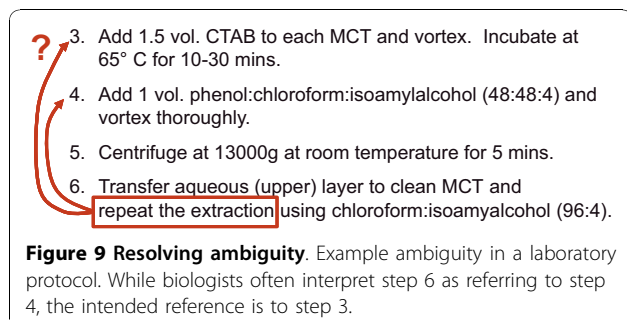 ? 3. Add 1.5 vol. CTAB to each MCT and vortex. Incubate at
65° C for 10-30 mins.
4. Add 1 vol. phenol:chloroform:isoamylalcohol (48:48:4) and
vortex thoroughly.
5. Centrifuge at 13000g at room temperature for 5 mins.
6. Transfer aqueous (upper) layer to clean MCT and
repeat the extraction using chloroform:isoamyalcohol (96:4).
Figure 9 Resolving ambiguity. Example ambiguity in a laboratory
protocol. While biologists often interpret step 6 as referring to step
4, the intended reference is to step 3.